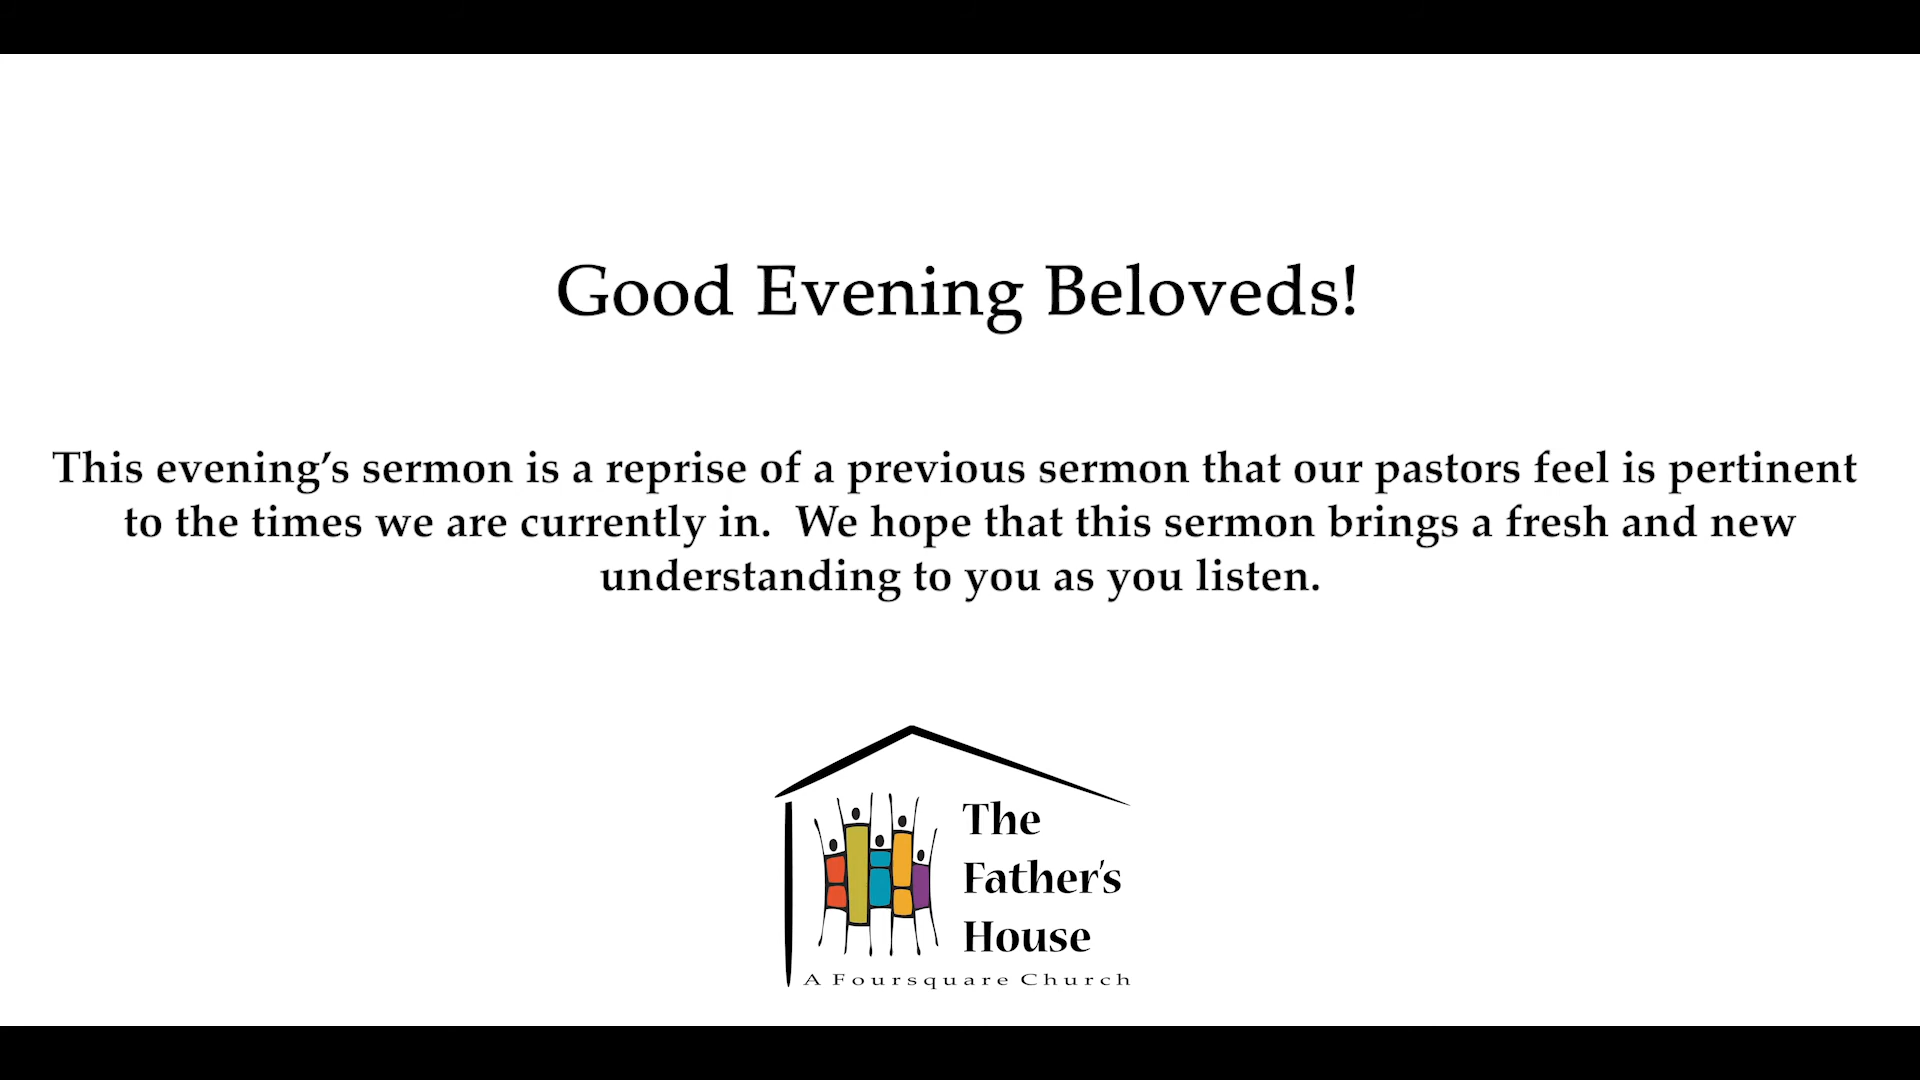 Good Evening Beloveds!
This evening’s sermon is a reprise of a previous sermon that our pastors feel is pertinent
to the times we are currently in.  We hope that this sermon brings a fresh and new
understanding to you as you listen.
The
Father's
House
A Foursquare Church